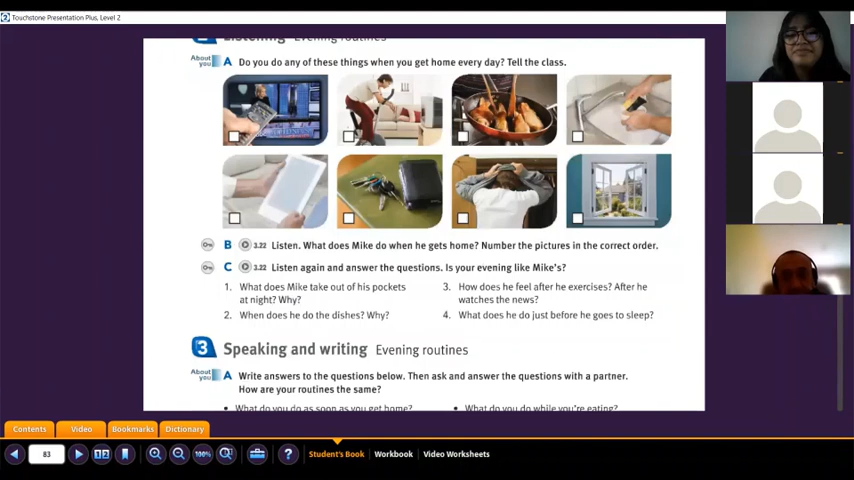 Touchstone Presentation Plus, Level 2
2 Listening Evening routines
About you A Do you do any of these things when you get home every day? Tell the class.
B 3.22 Listen. What does Mike do when he gets home? Number the pictures in the correct order.
C 3.22 Listen again and answer the questions. Is your evening like Mike's?
1. What does Mike take out of his pockets
at night? Why?
2. When does he do the dishes? Why?
3. How does he feel after he exercises? After he
watches the news?
4. What does he do just before he goes to sleep?
3 Speaking and writing Evening routines
About you A Write answers to the questions below. Then ask and answer the questions with a partner.
How are your routines the same?
• What do you do as soon as you get home?
• What do you do while you're eating?
Contents Video Bookmarks Dictionary
83 1 2 100% ? Student's Book Workbook Video Worksheets